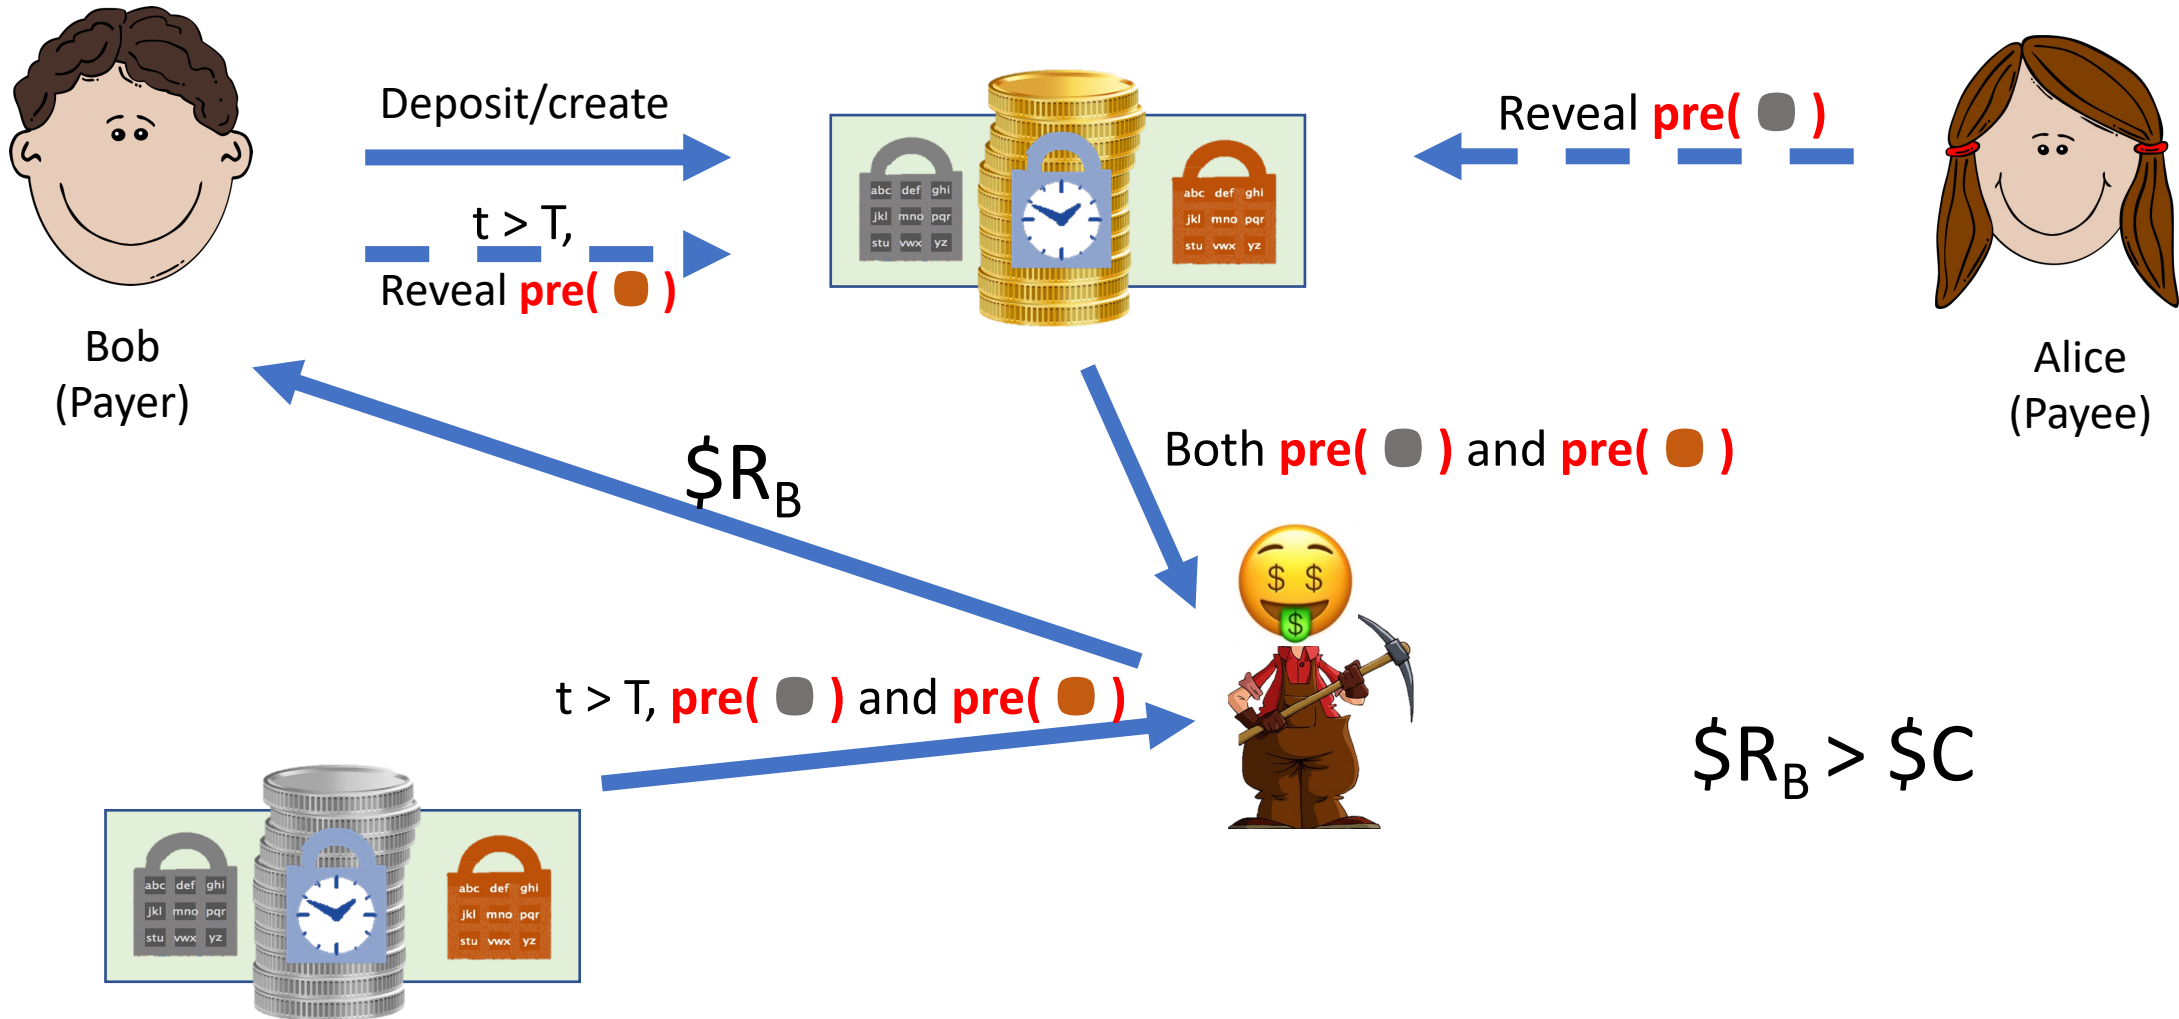 Deposit/create
Reveal pre( )
abc def ghi
jkl mno pqr
stu vwx yz
abc def ghi
jkl mno pqr
stu vwx yz
t > T,
Reveal pre( )
Bob
(Payer)
Alice
(Payee)
Both pre( ) and pre( )
$R_B
$ $
$
t > T, pre( ) and pre( )
$R_B > $C
abc def ghi
jkl mno pqr
stu vwx yz
abc def ghi
jkl mno pqr
stu vwx yz